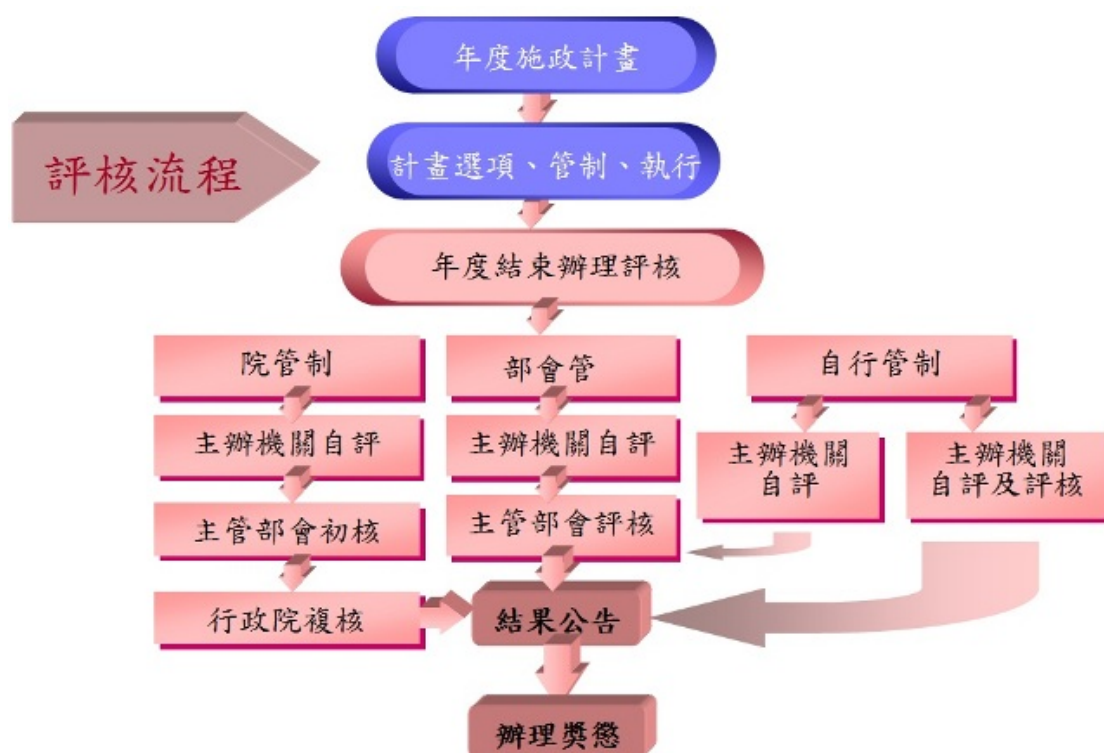 年度施政計畫
評核流程
計畫選項、管制、執行
年度結束辦理評核
院管制
部會管
自行管制
主辦機關自評
主辦機關自評
主辦機關
自評
主辦機關
自評及評核
主管部會初核
主管部會評核
行政院複核
結果公告
辦理獎懲